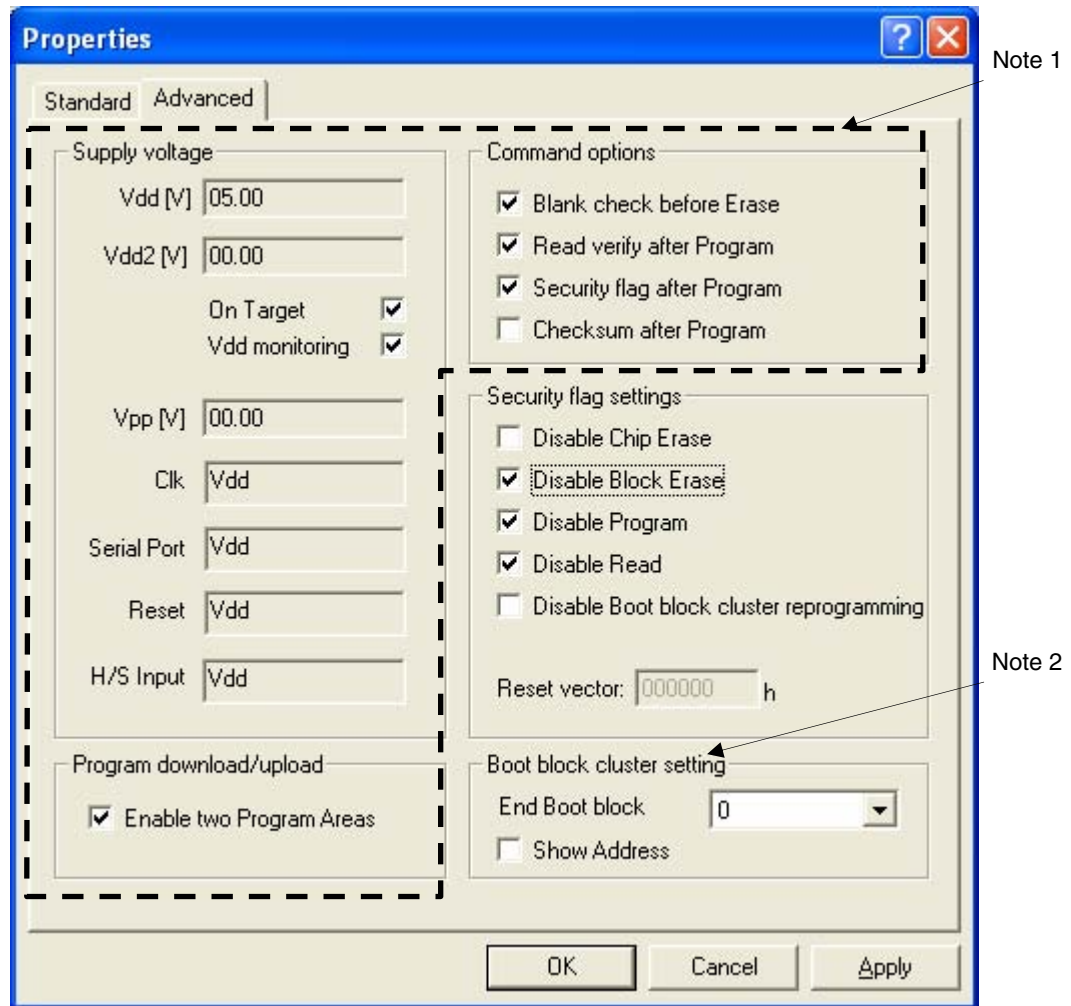 Properties
Note 1
Standard
Advanced
Supply voltage
Vdd [V] 05.00
Vdd2 [V] 00.00
On Target
Vdd monitoring
Vpp [V] 00.00
Clk Vdd
Serial Port Vdd
Reset Vdd
H/S Input Vdd
Command options
Blank check before Erase
Read verify after Program
Security flag after Program
Checksum after Program
Security flag settings
Disable Chip Erase
Disable Block Erase
Disable Program
Disable Read
Disable Boot block cluster reprogramming
Reset vector: 000000 h
Note 2
Program download/upload
Enable two Program Areas
Boot block cluster setting
End Boot block 0
Show Address
OK
Cancel
Apply